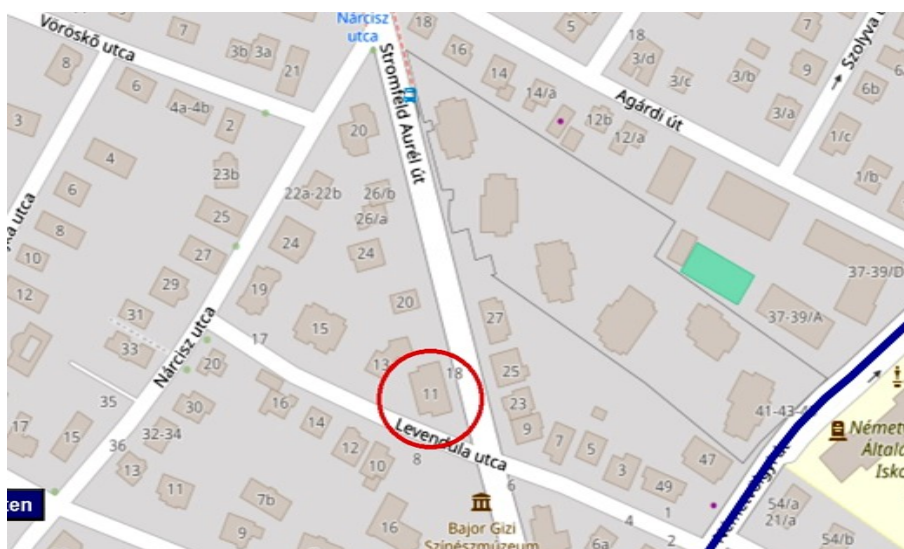 Vöröskő utca
7
3b
3a
21
8
6
4a-4b
2
3
4
6
8
10
12
23b
25
27
29
31
33
Nárcisz
utca
18
16
14
14/a
12b
12/a
5
18
3/d
3/c
3/b
9
Szolyva u
6b
3/a
1/c
1/b
Agárdi út
Stromfeld Aurél út
20
22a-22b
26/b
26/a
24
24
19
20
17
15
13
18
11
27
25
23
9
7
5
3
49
47
1
37-39/D
37-39/A
41-43-4
Nárcisz utca
Levendula utca
20
35
36
17
15
30
32-34
13
11
16
14
12
10
8
6
4
2
7b
9
16
6a
Bajor Gizi
Színészmúzeum
Németvölgyi út
Németv
Által
Isko
54/a
21/a
54/b
ten